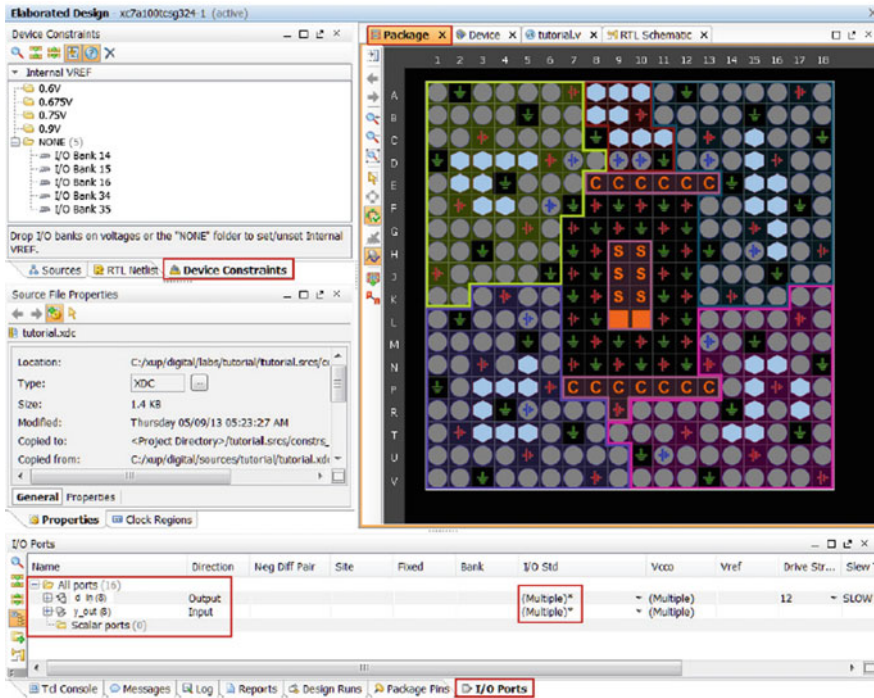 Elaborated Design - xc7a100tcsg324-1 (active)
Device Constraints
Internal VREF
0.6V
0.675V
0.75V
0.9V
NONE (5)
I/O Bank 14
I/O Bank 15
I/O Bank 16
I/O Bank 34
I/O Bank 35
Drop I/O banks on voltages or the "NONE" folder to set/unset Internal
VREF.
Sources RTL Netlist Device Constraints
Source File Properties
tutorial.xdc
Location: C:/xup/digital/labs/tutorial/tutorial.srcs/co
Type: XDC ...
Size: 1.4 KB
Modified: Thursday 05/09/13 05:23:27 AM
Copied to: <Project Directory>/tutorial.srcs/constrs_
Copied from: C:/xup/digital/sources/tutorial/tutorial.xd
General Properties
Properties Clock Regions
Package Device tutorial.v RTL Schematic
1 2 3 4 5 6 7 8 9 10 11 12 13 14 15 16 17 18
A
B
C
D
E C C C C C C
F
G
H S S
J S S
K S S
L
M
N
P C C C C C C C
R
T
U
V
I/O Ports
Name Direction Neg Diff Pair Site Fixed Bank I/O Std Vcco Vref Drive Str... Slew
All ports (16)
d_in (8) Output (Multiple)* (Multiple) 12 SLOW
y_out (8) Input (Multiple)* (Multiple)
Scalar ports (0)
Tcl Console Messages Log Reports Design Runs Package Pins I/O Ports